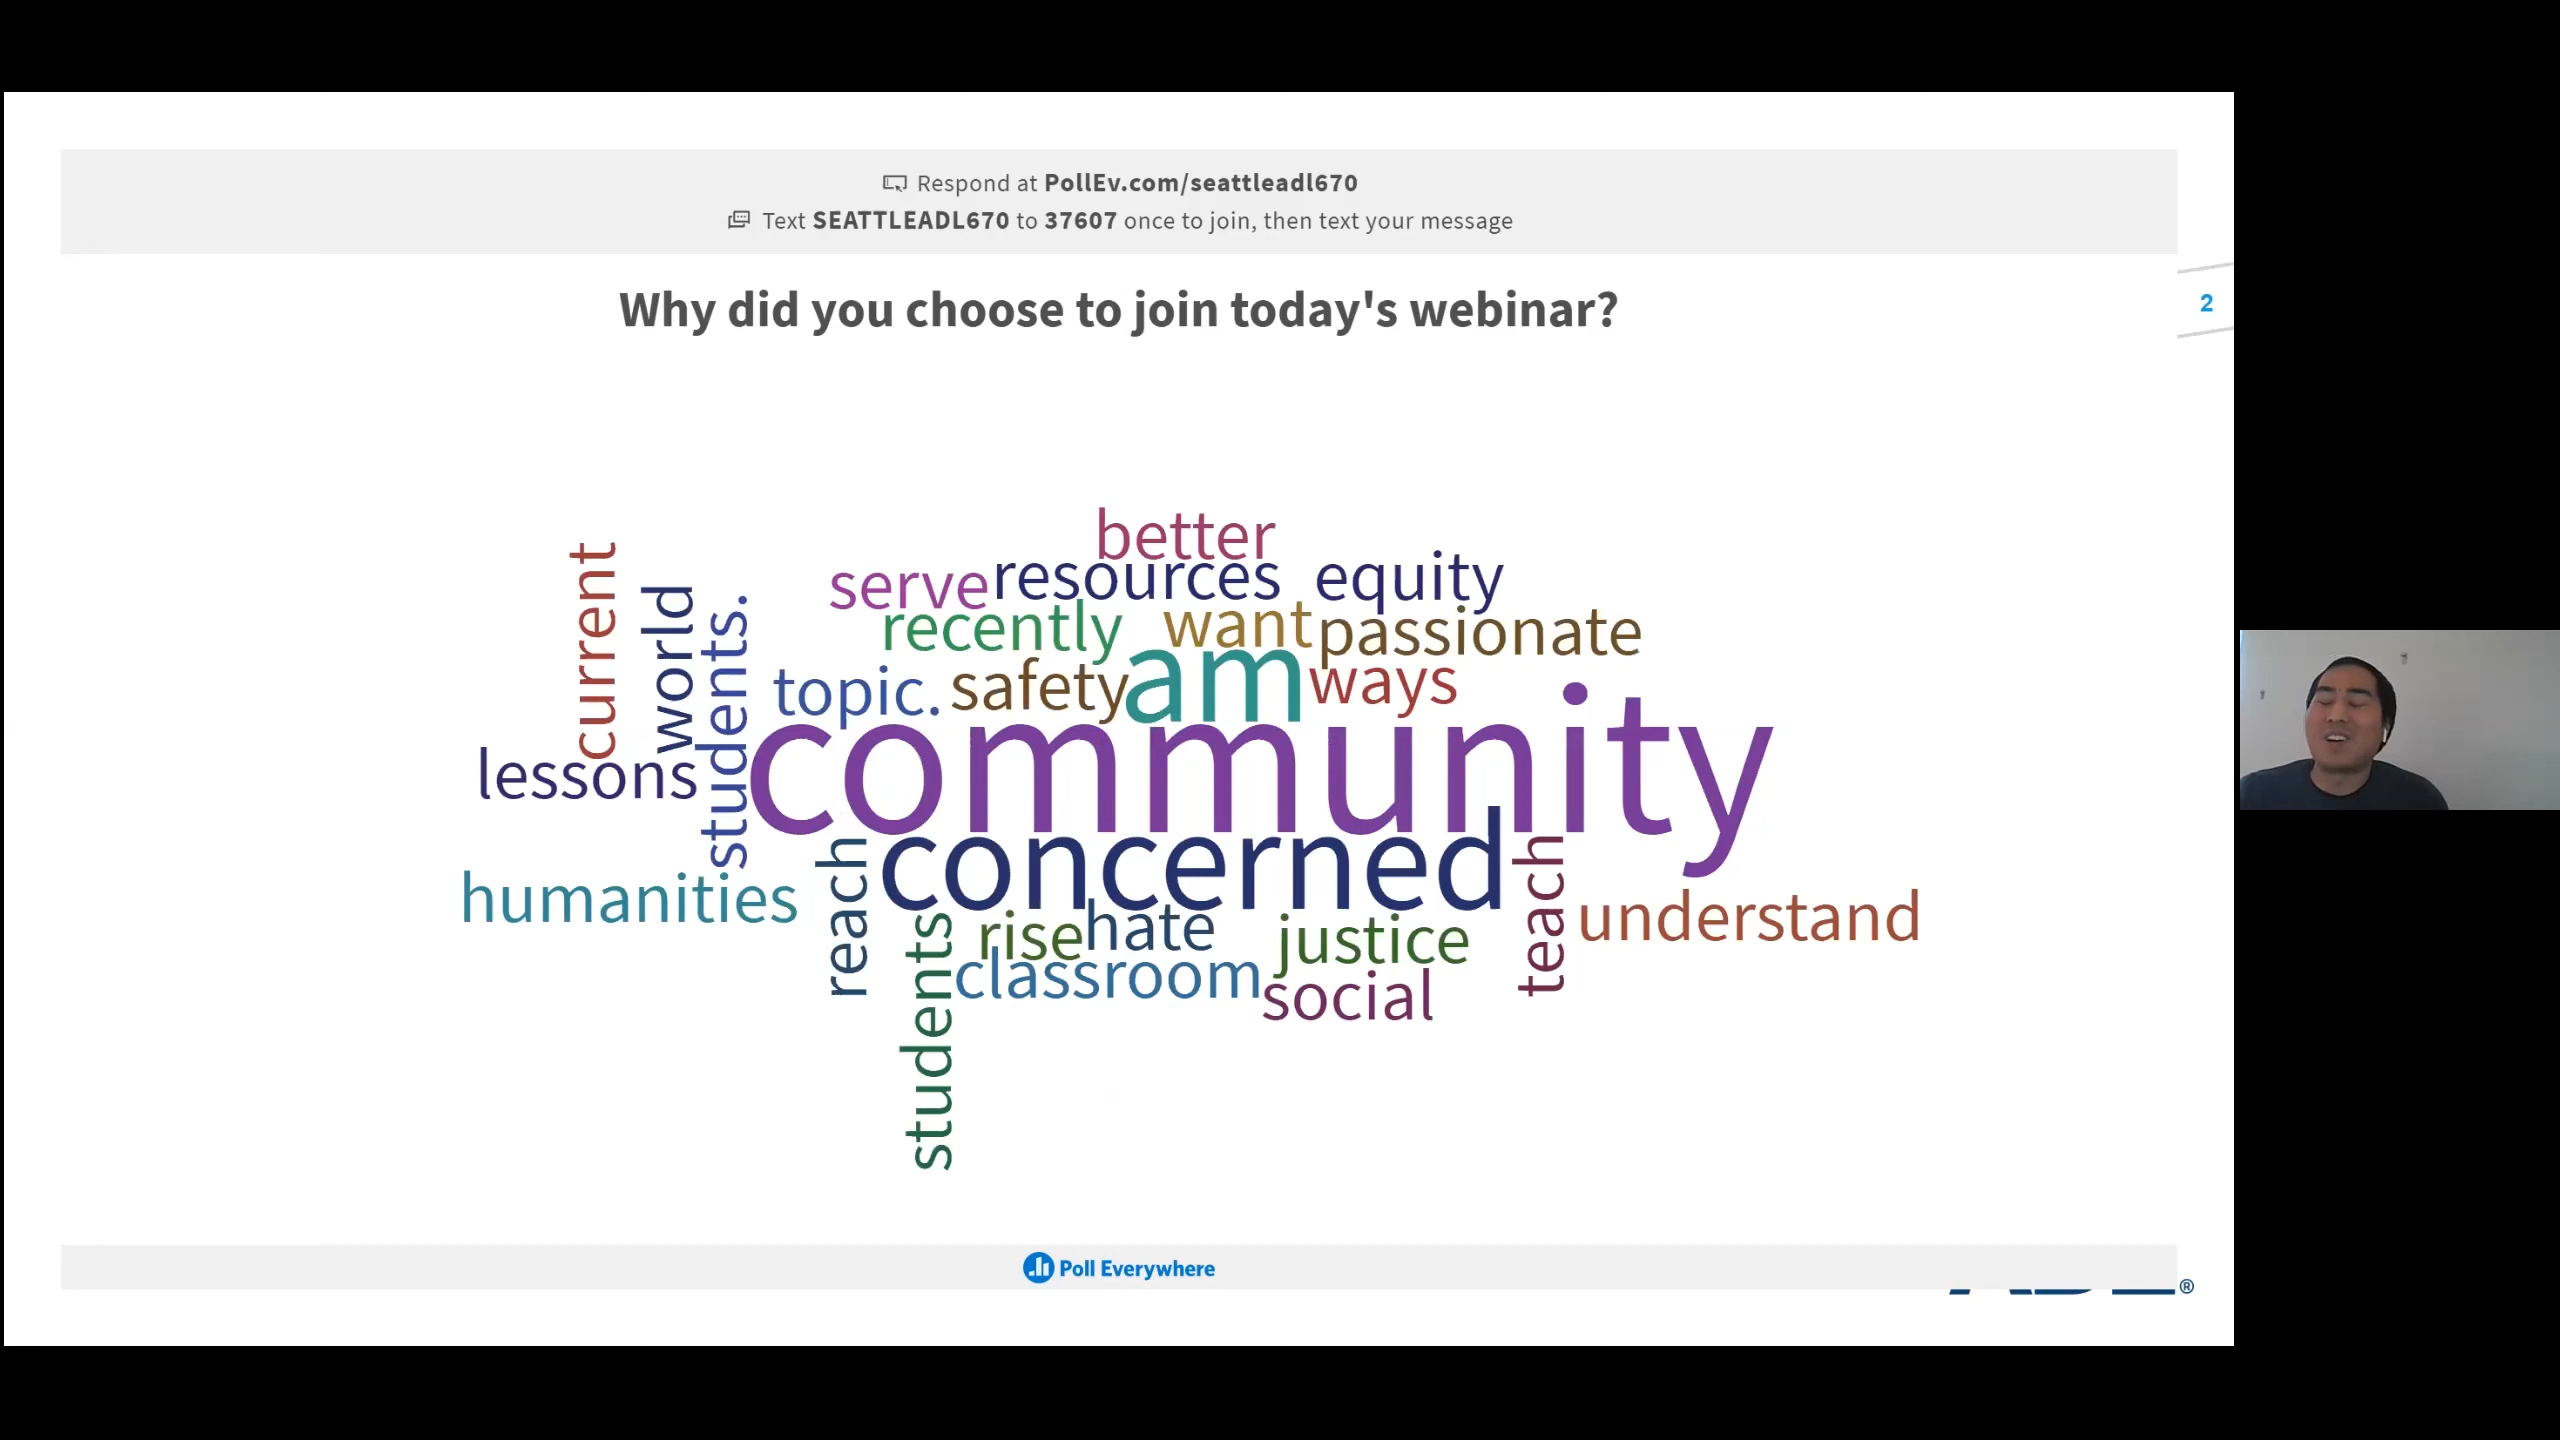 Respond at PollEv.com/seattleadl670
Text SEATTLEADL670 to 37607 once to join, then text your message
Why did you choose to join today's webinar?
2
better
current
world
students.
serve
resources
equity
recently
want
passionate
topic.
safety
am
ways
lessons
community
concerned
humanities
reach
teach
understand
rise
hate
justice
classroom
social
students
Poll Everywhere
®